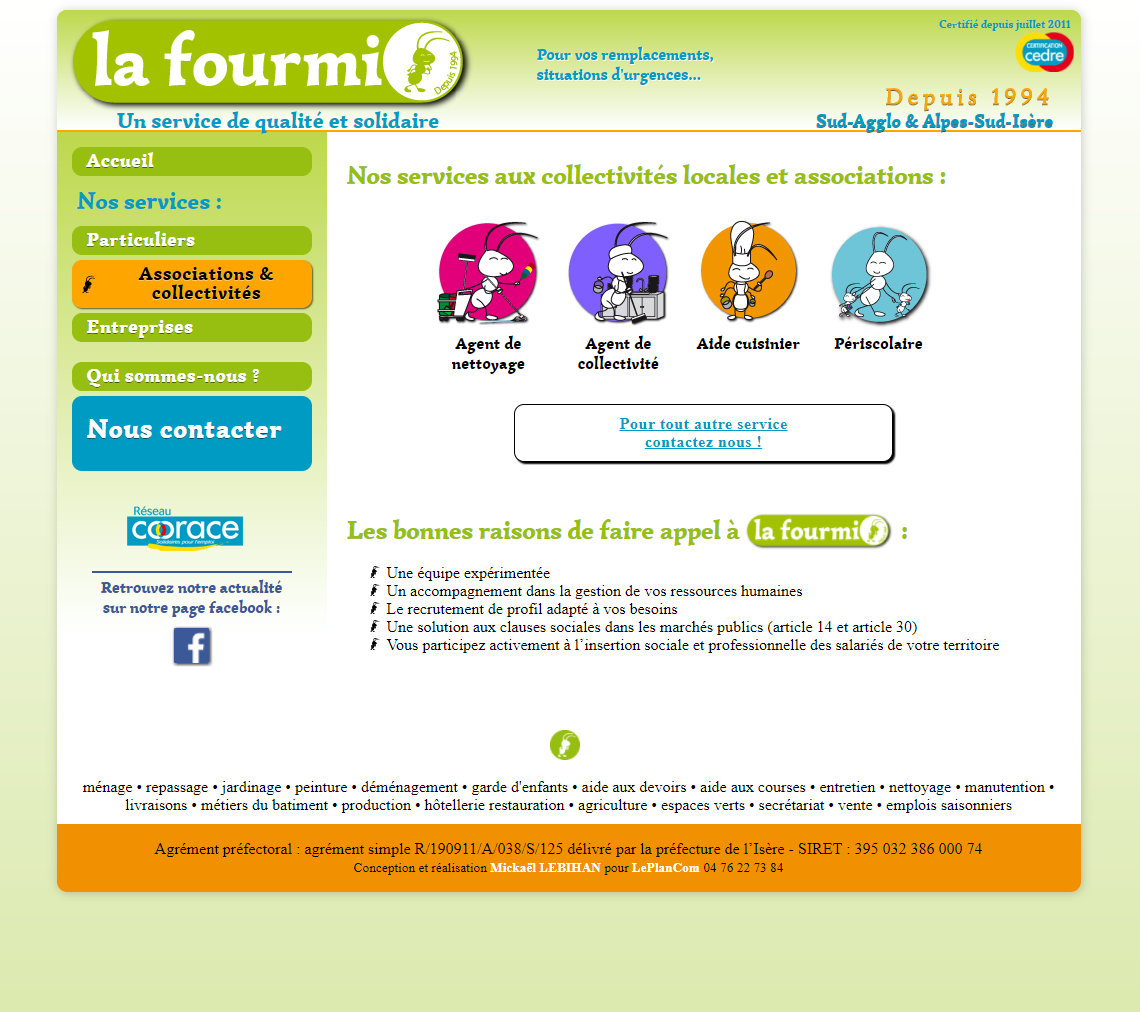 la fourmi
Depuis 1994
Un service de qualité et solidaire
Pour vos remplacements,
situations d'urgences...
Certifié depuis juillet 2011
CERTIFICATION
cedre
Depuis 1994
Sud-Agglo & Alpes-Sud-Isère
Accueil
Nos services :
Particuliers
Associations &
collectivités
Entreprises
Qui sommes-nous ?
Nous contacter
Réseau
coorace
Solidaires pour l'emploi
Retrouvez notre actualité
sur notre page facebook :
f
Nos services aux collectivités locales et associations :
Agent de
nettoyage
Agent de
collectivité
Aide cuisinier
Périscolaire
Pour tout autre service
contactez nous !
Les bonnes raisons de faire appel à la fourmi :
Une équipe expérimentée
Un accompagnement dans la gestion de vos ressources humaines
Le recrutement de profil adapté à vos besoins
Une solution aux clauses sociales dans les marchés publics (article 14 et article 30)
Vous participez activement à l’insertion sociale et professionnelle des salariés de votre territoire
ménage • repassage • jardinage • peinture • déménagement • garde d'enfants • aide aux devoirs • aide aux courses • entretien • nettoyage • manutention •
livraisons • métiers du batiment • production • hôtellerie restauration • agriculture • espaces verts • secrétariat • vente • emplois saisonniers
Agrément préfectoral : agrément simple R/190911/A/038/S/125 délivré par la préfecture de l’Isère - SIRET : 395 032 386 000 74
Conception et réalisation Mickaël LEBIHAN pour LePlanCom 04 76 22 73 84